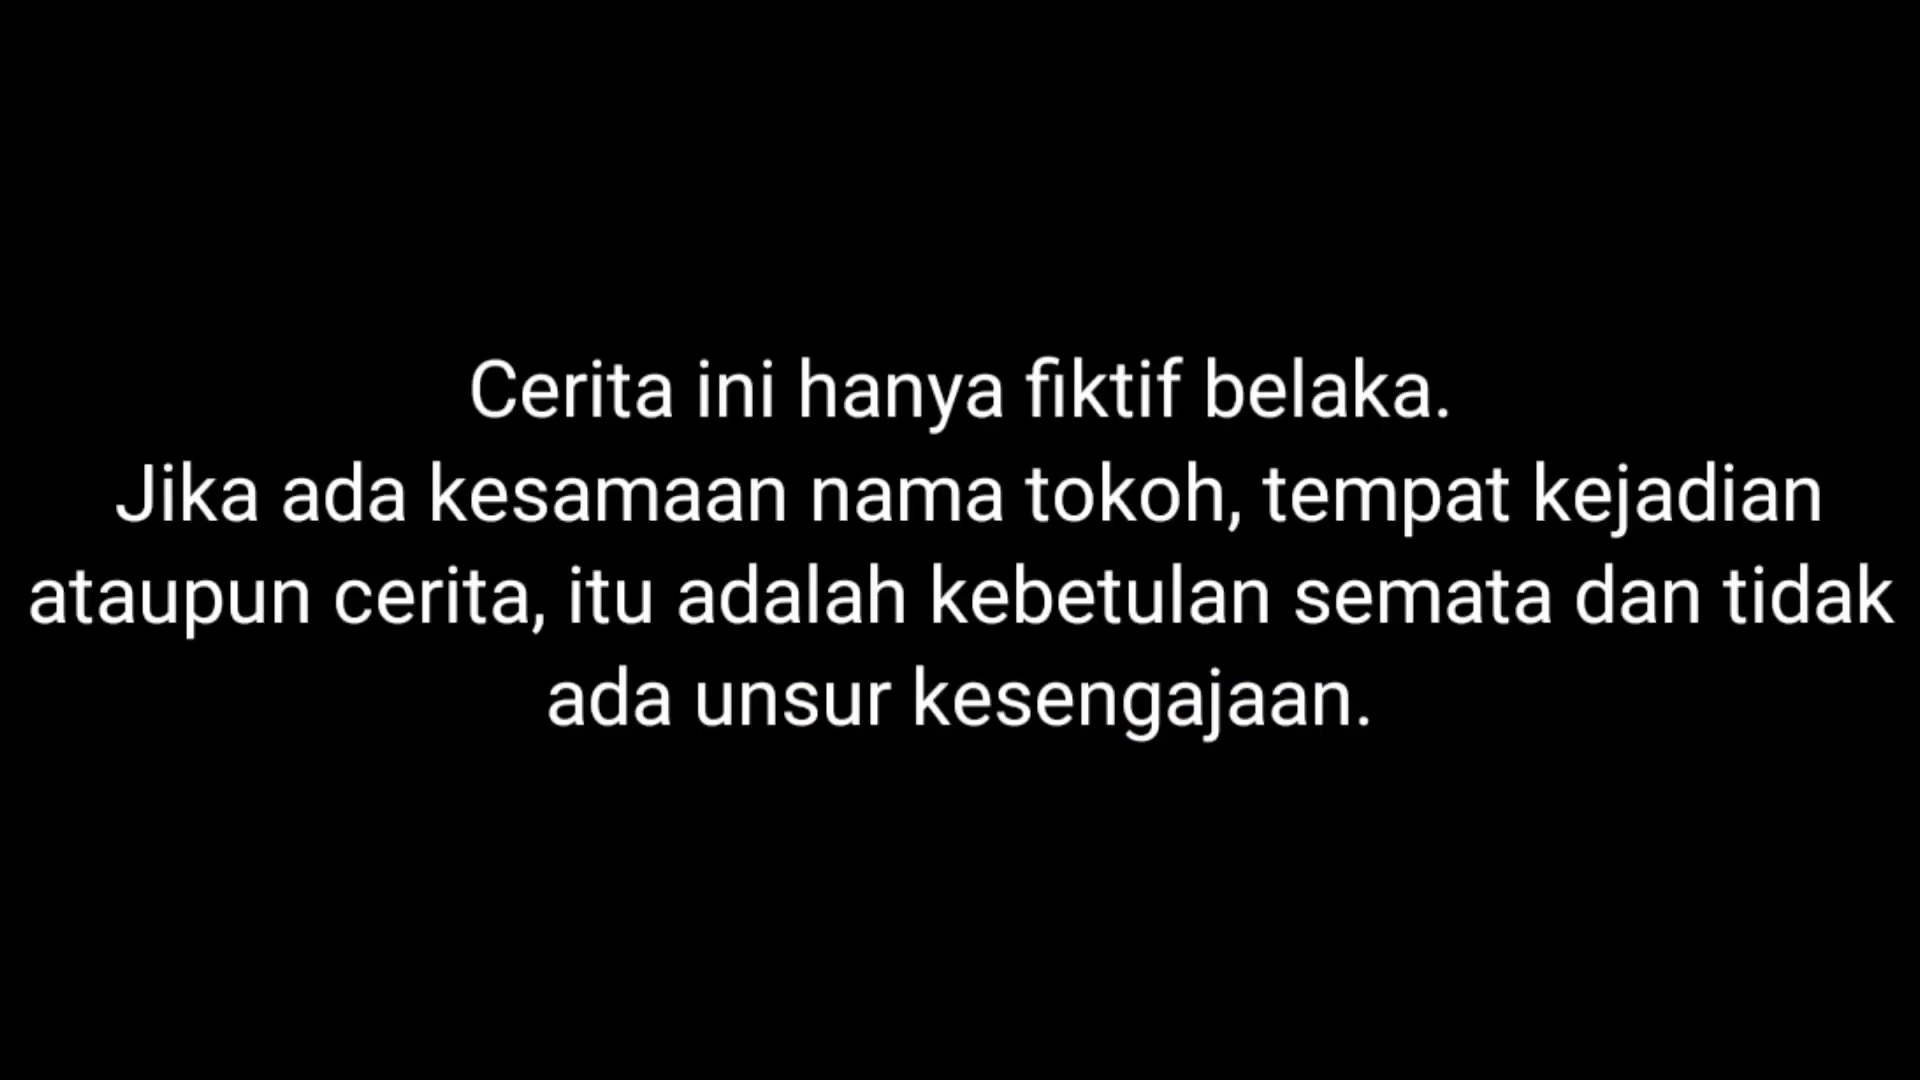 Cerita ini hanya fiktif belaka.
Jika ada kesamaan nama tokoh, tempat kejadian
ataupun cerita, itu adalah kebetulan semata dan tidak
ada unsur kesengajaan.